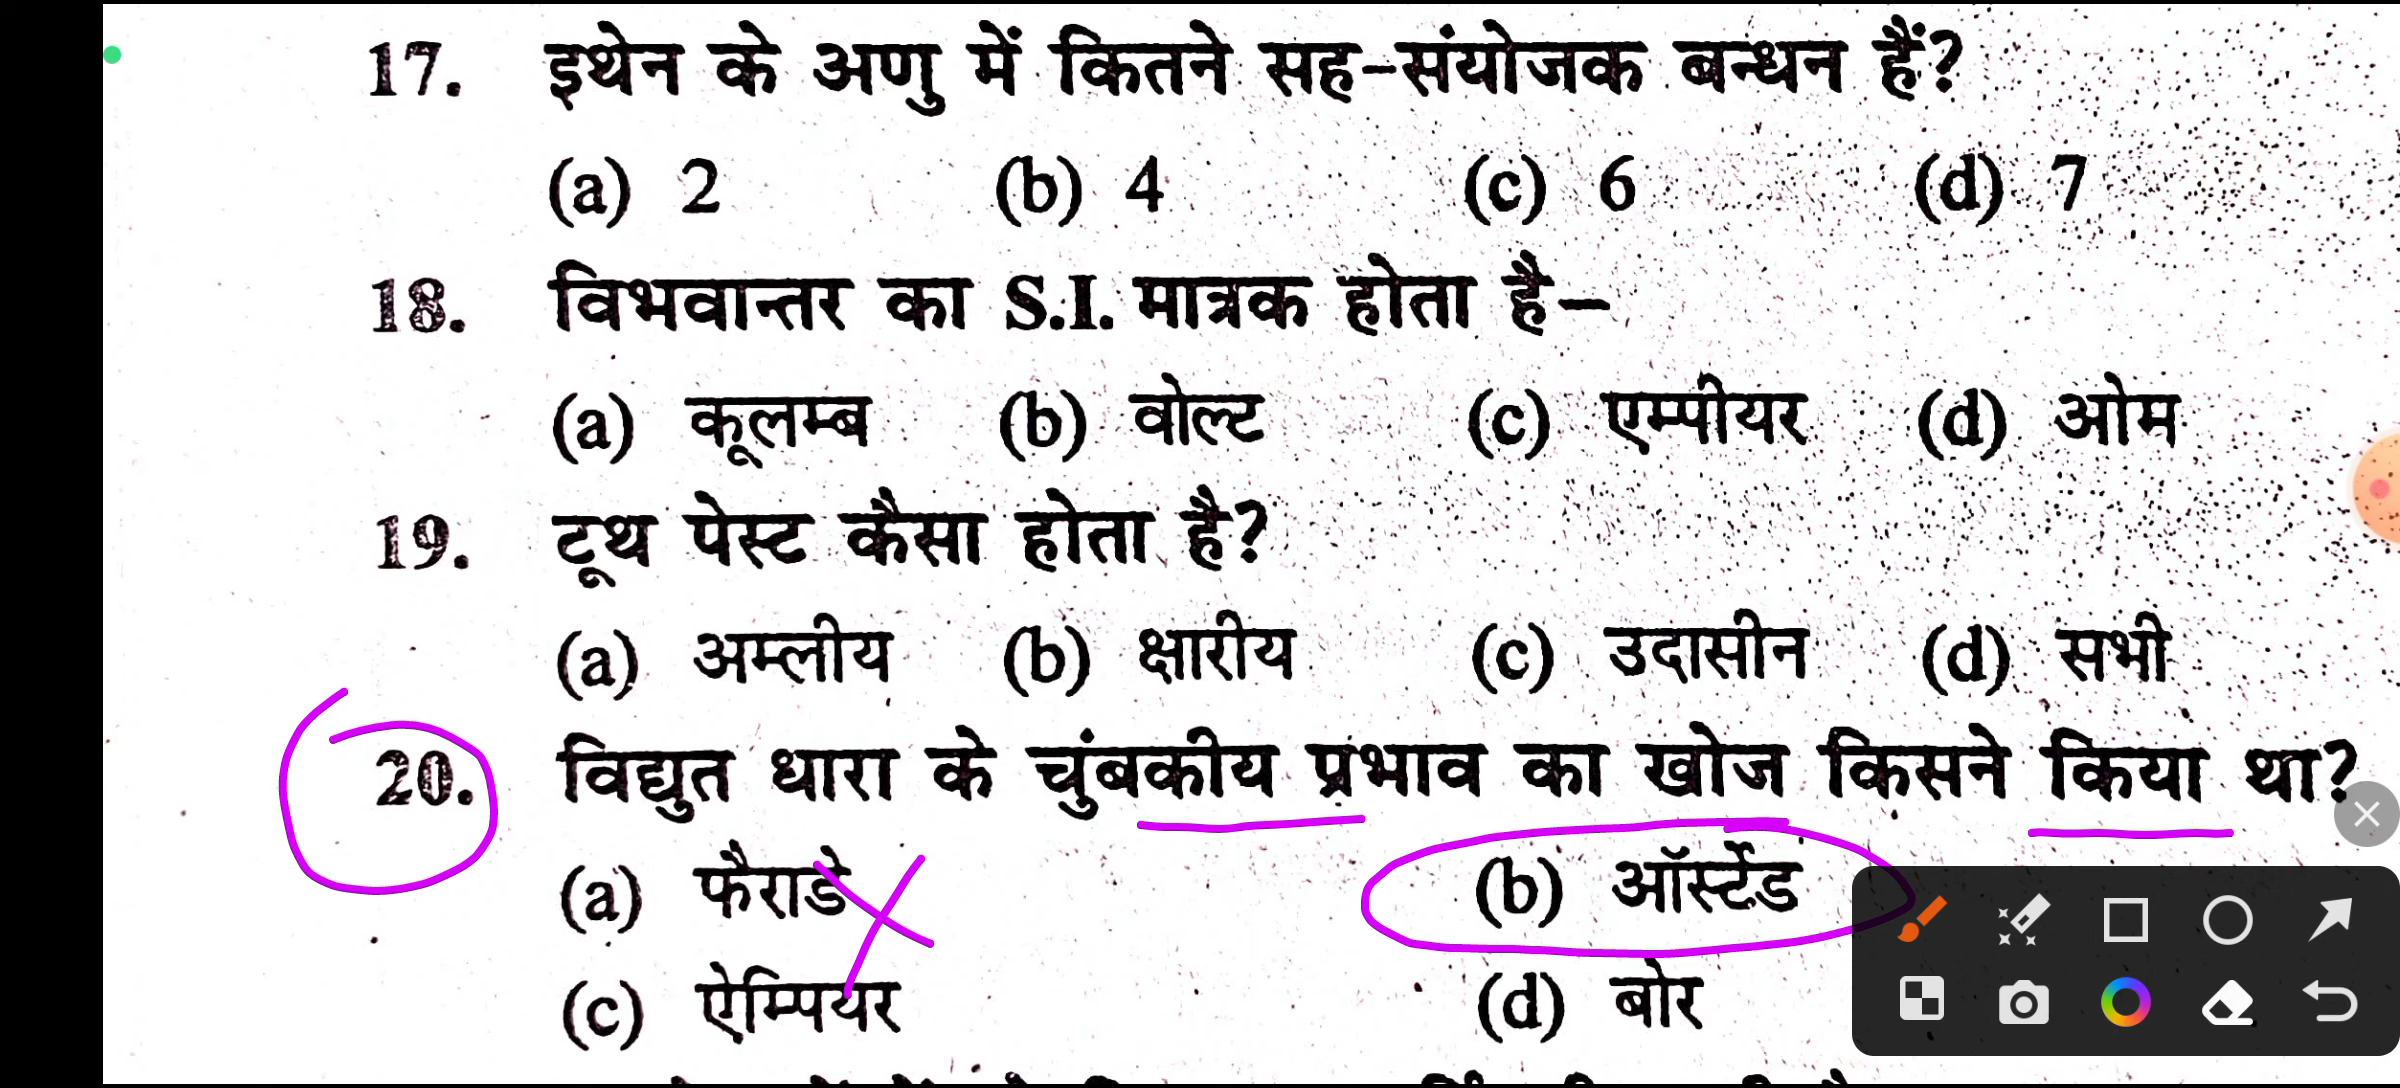 17. इथेन के अणु में कितने सह-संयोजक बन्धन हैं?
(a) 2 (b) 4 (c) 6 (d) 7
18. विभवान्तर का S.I. मात्रक होता है–
(a) कूलम्ब (b) वोल्ट (c) एम्पीयर (d) ओम
19. टूथ पेस्ट कैसा होता है?
(a) अम्लीय (b) क्षारीय (c) उदासीन (d) सभी
20. विद्युत धारा के चुंबकीय प्रभाव का खोज किसने किया था?
(a) फैराडे (b) ऑर्स्टेड
(c) ऐम्पियर (d) बोर